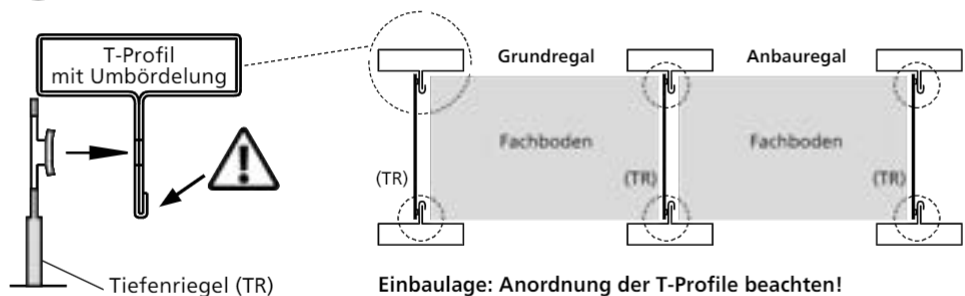 T-Profil
mit Umbördelung
Tiefenriegel (TR)
Grundregal
Anbauregal
Fachboden
Fachboden
(TR)
(TR)
(TR)
Einbaulage: Anordnung der T-Profile beachten!